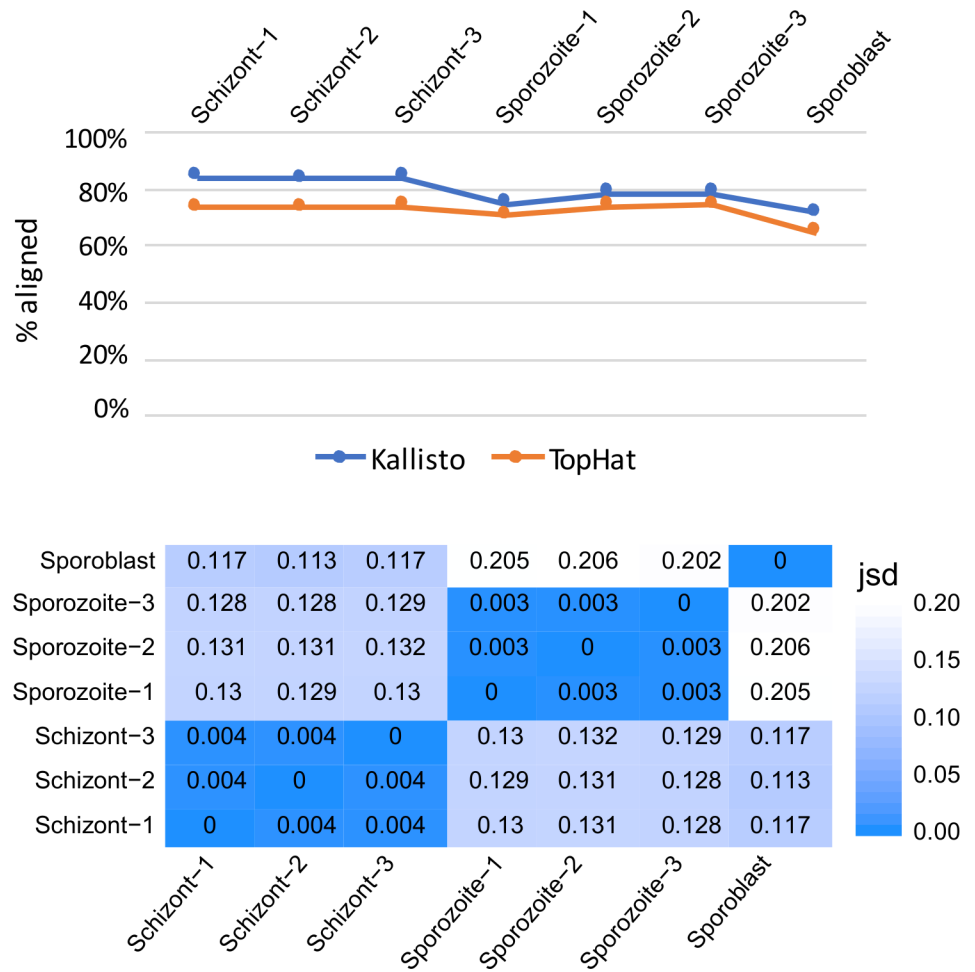 Schizont−1 Schizont−2 Schizont−3 Sporozoite−1 Sporozoite−2 Sporozoite−3 Sporoblast
100%
80%
60%
40%
20%
0%
% aligned
Kallisto TopHat
Sporoblast 0.117 0.113 0.117 0.205 0.206 0.202 0
Sporozoite−3 0.128 0.128 0.129 0.003 0.003 0 0.202
Sporozoite−2 0.131 0.131 0.132 0.003 0 0.003 0.206
Sporozoite−1 0.13 0.129 0.13 0 0.003 0.003 0.205
Schizont−3 0.004 0.004 0 0.13 0.132 0.129 0.117
Schizont−2 0.004 0 0.004 0.129 0.131 0.128 0.113
Schizont−1 0 0.004 0.004 0.13 0.131 0.128 0.117
Schizont−1 Schizont−2 Schizont−3 Sporozoite−1 Sporozoite−2 Sporozoite−3 Sporoblast
jsd
0.20
0.15
0.10
0.05
0.00